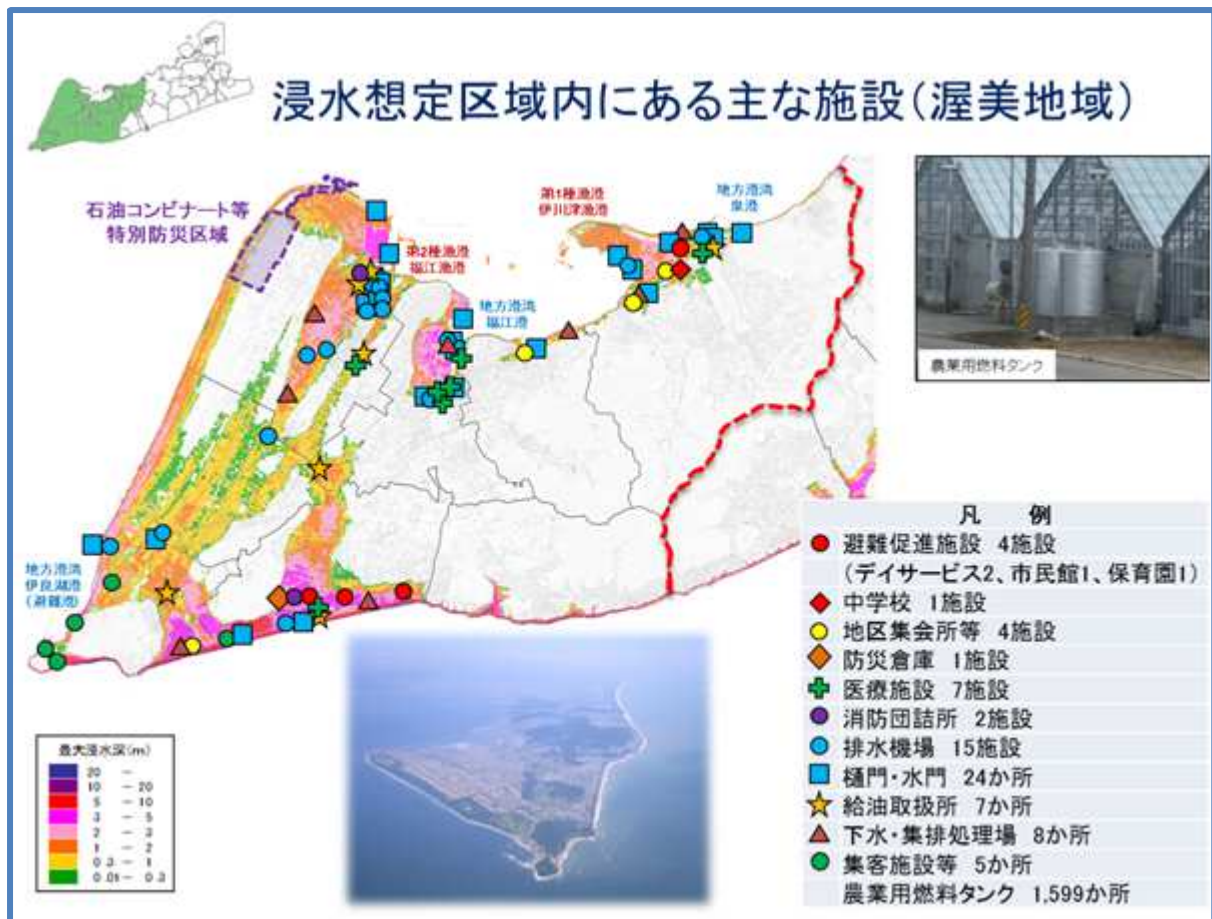 浸水想定区域内にある主な施設(渥美地域)
石油コンビナート等
特別防災区域
第2種漁港
福江漁港
地方港湾
福江港
第1種漁港
伊川津漁港
地方港湾
泉港
農業用燃料タンク
地方港湾
伊良湖港
(避難港)
凡 例
避難促進施設 4施設
(デイサービス2、市民館1、保育園1)
中学校 1施設
地区集会所等 4施設
防災倉庫 1施設
医療施設 7施設
消防団詰所 2施設
排水機場 15施設
樋門・水門 24か所
給油取扱所 7か所
下水・集排処理場 8か所
集客施設等 5か所
農業用燃料タンク 1,599か所
最大浸水深(m)
20 -
10 - 20
5 - 10
3 - 5
2 - 3
1 - 2
0.3 - 1
0.01 - 0.3